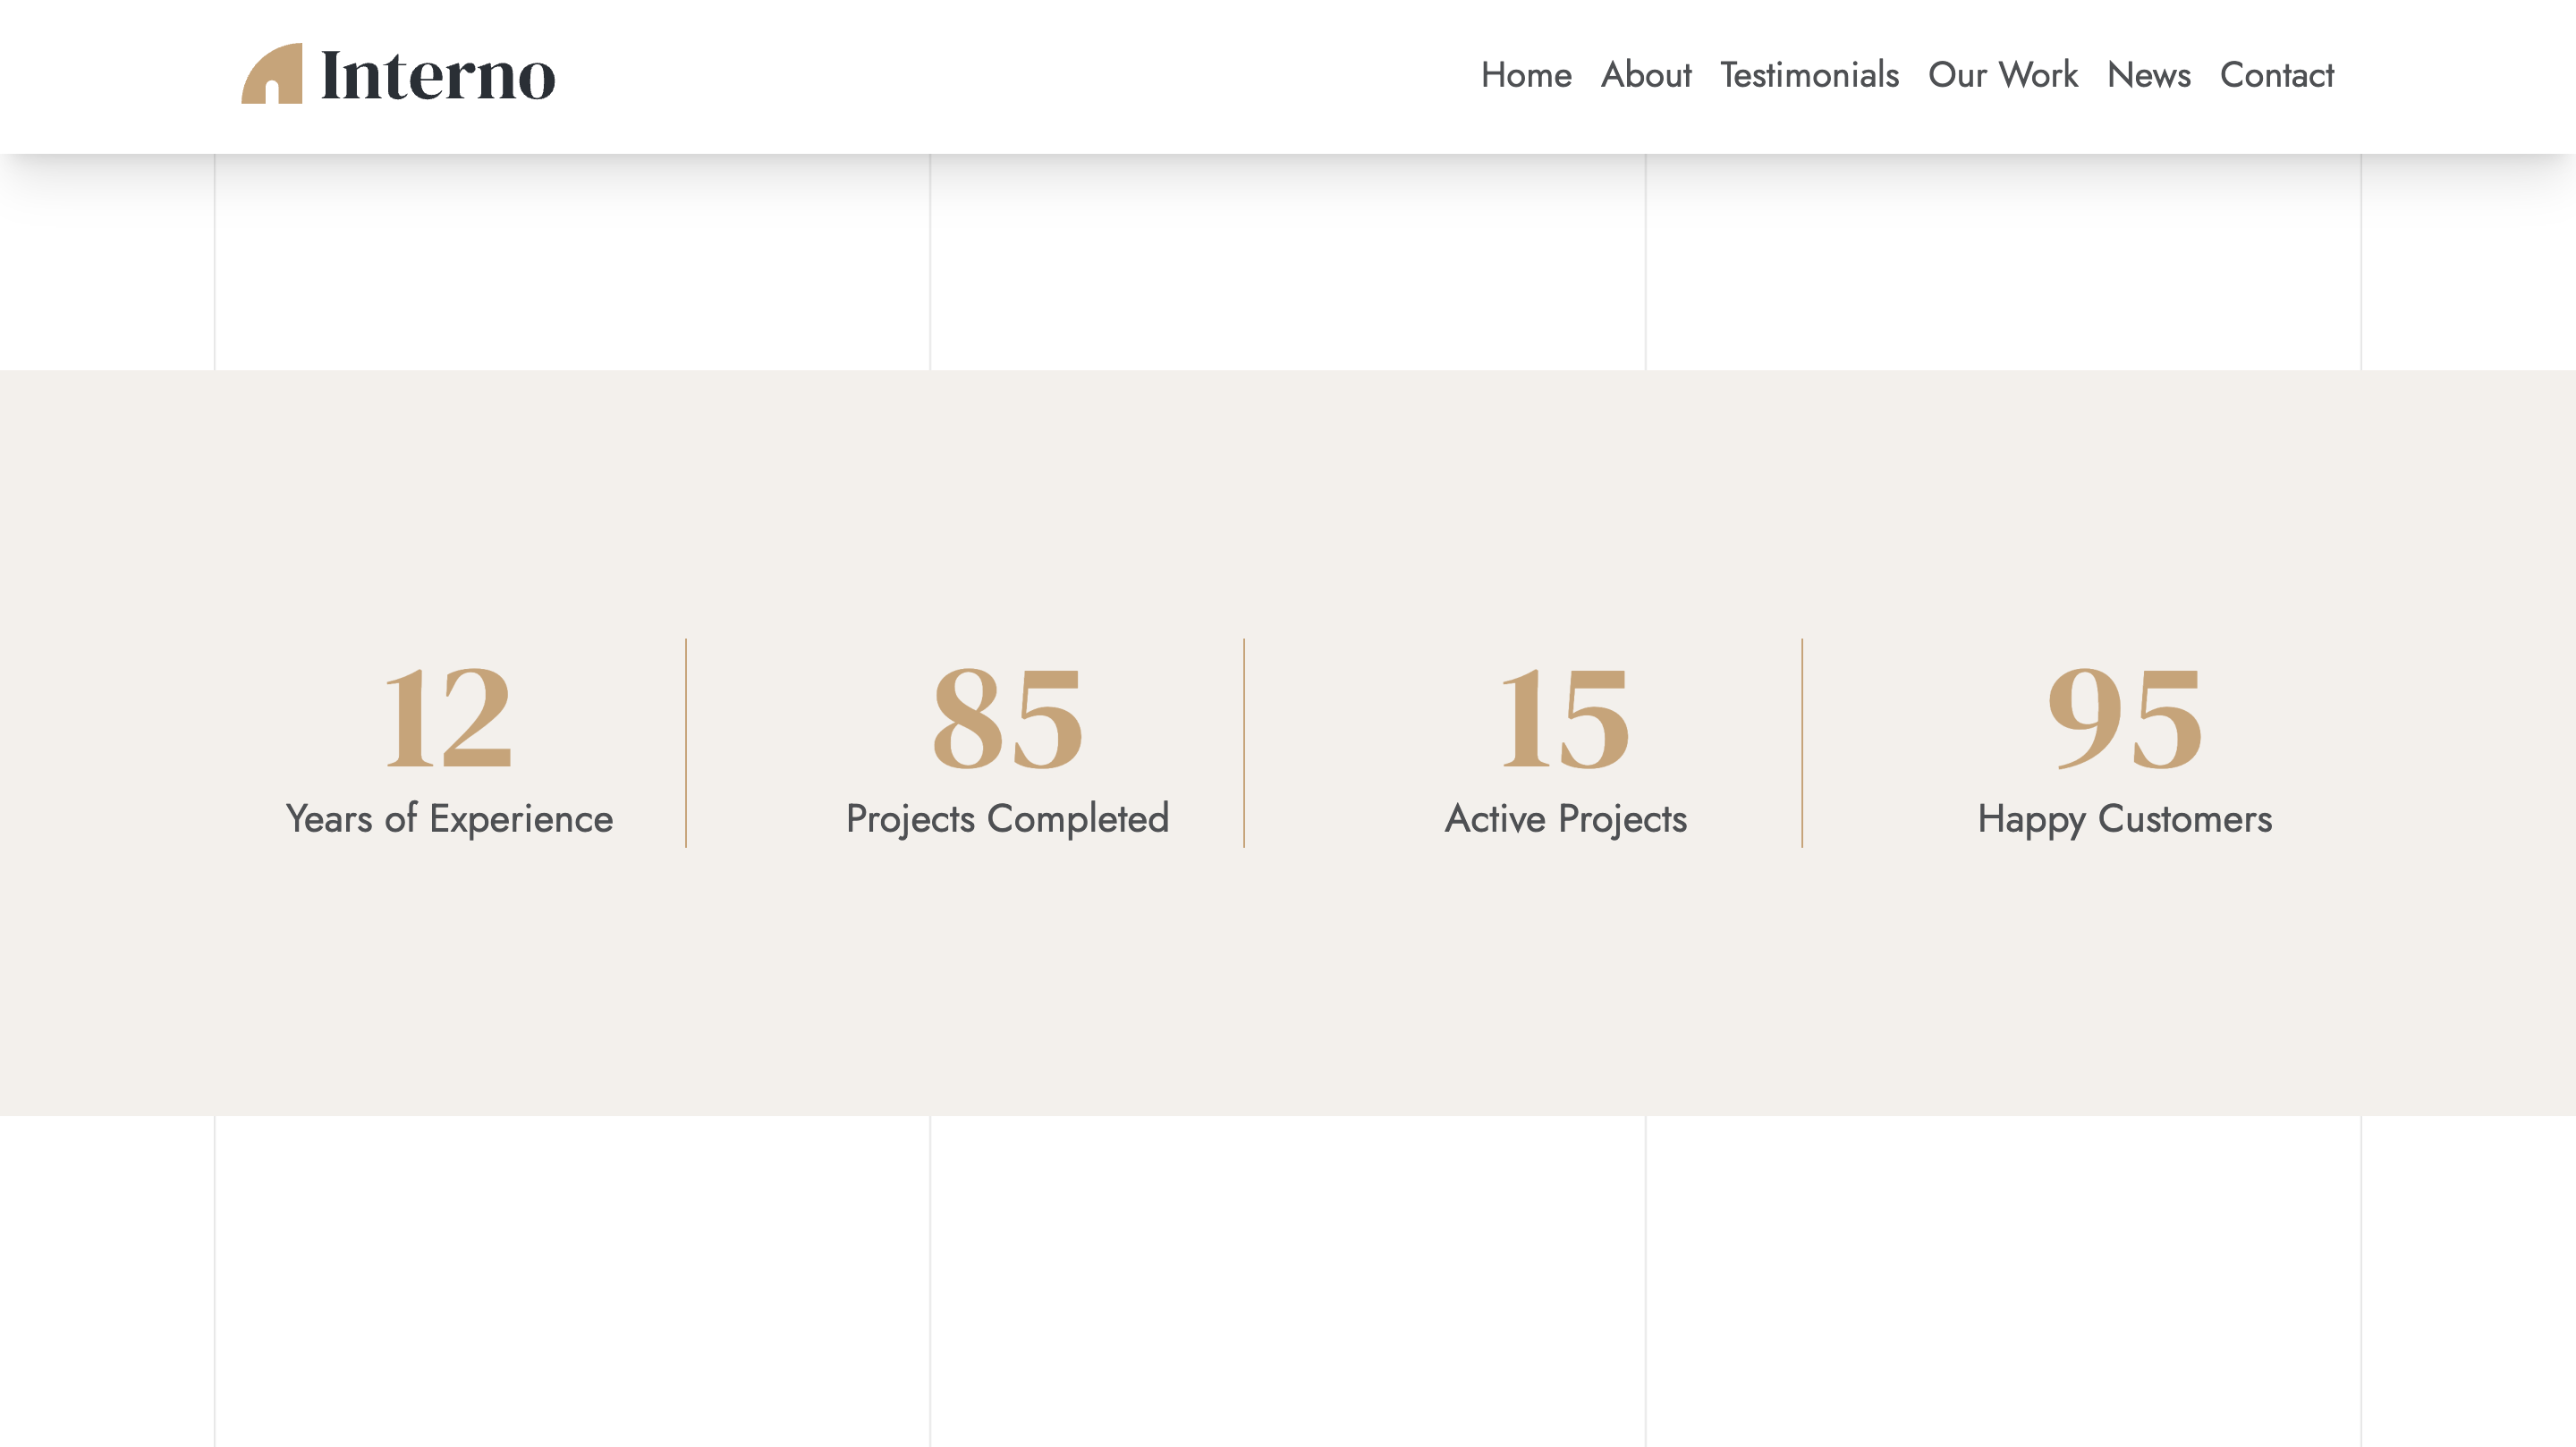 Interno
Home About Testimonials Our Work News Contact
12 85 15 95
Years of Experience Projects Completed Active Projects Happy Customers